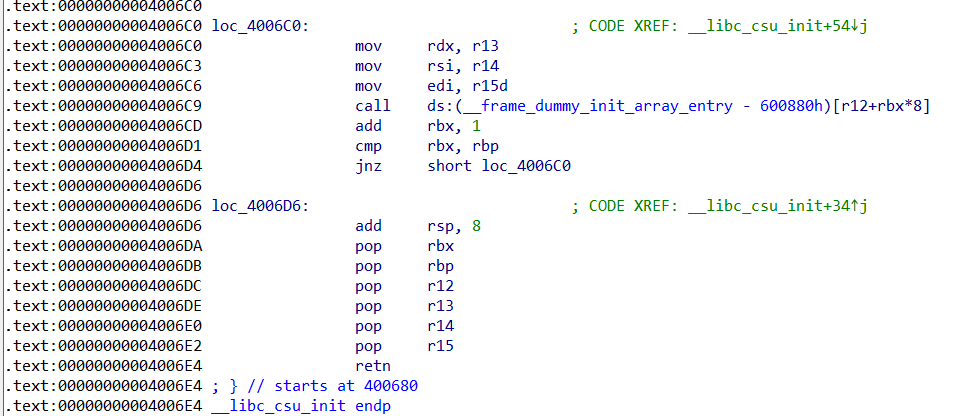 .text:00000000004006C0
.text:00000000004006C0 loc_4006C0: ; CODE XREF: __libc_csu_init+54↓j
.text:00000000004006C0 mov rdx, r13
.text:00000000004006C3 mov rsi, r14
.text:00000000004006C6 mov edi, r15d
.text:00000000004006C9 call ds:(__frame_dummy_init_array_entry - 600880h)[r12+rbx*8]
.text:00000000004006CD add rbx, 1
.text:00000000004006D1 cmp rbx, rbp
.text:00000000004006D4 jnz short loc_4006C0
.text:00000000004006D6
.text:00000000004006D6 loc_4006D6: ; CODE XREF: __libc_csu_init+34↑j
.text:00000000004006D6 add rsp, 8
.text:00000000004006DA pop rbx
.text:00000000004006DB pop rbp
.text:00000000004006DC pop r12
.text:00000000004006DE pop r13
.text:00000000004006E0 pop r14
.text:00000000004006E2 pop r15
.text:00000000004006E4 retn
.text:00000000004006E4 ; } // starts at 400680
.text:00000000004006E4 __libc_csu_init endp